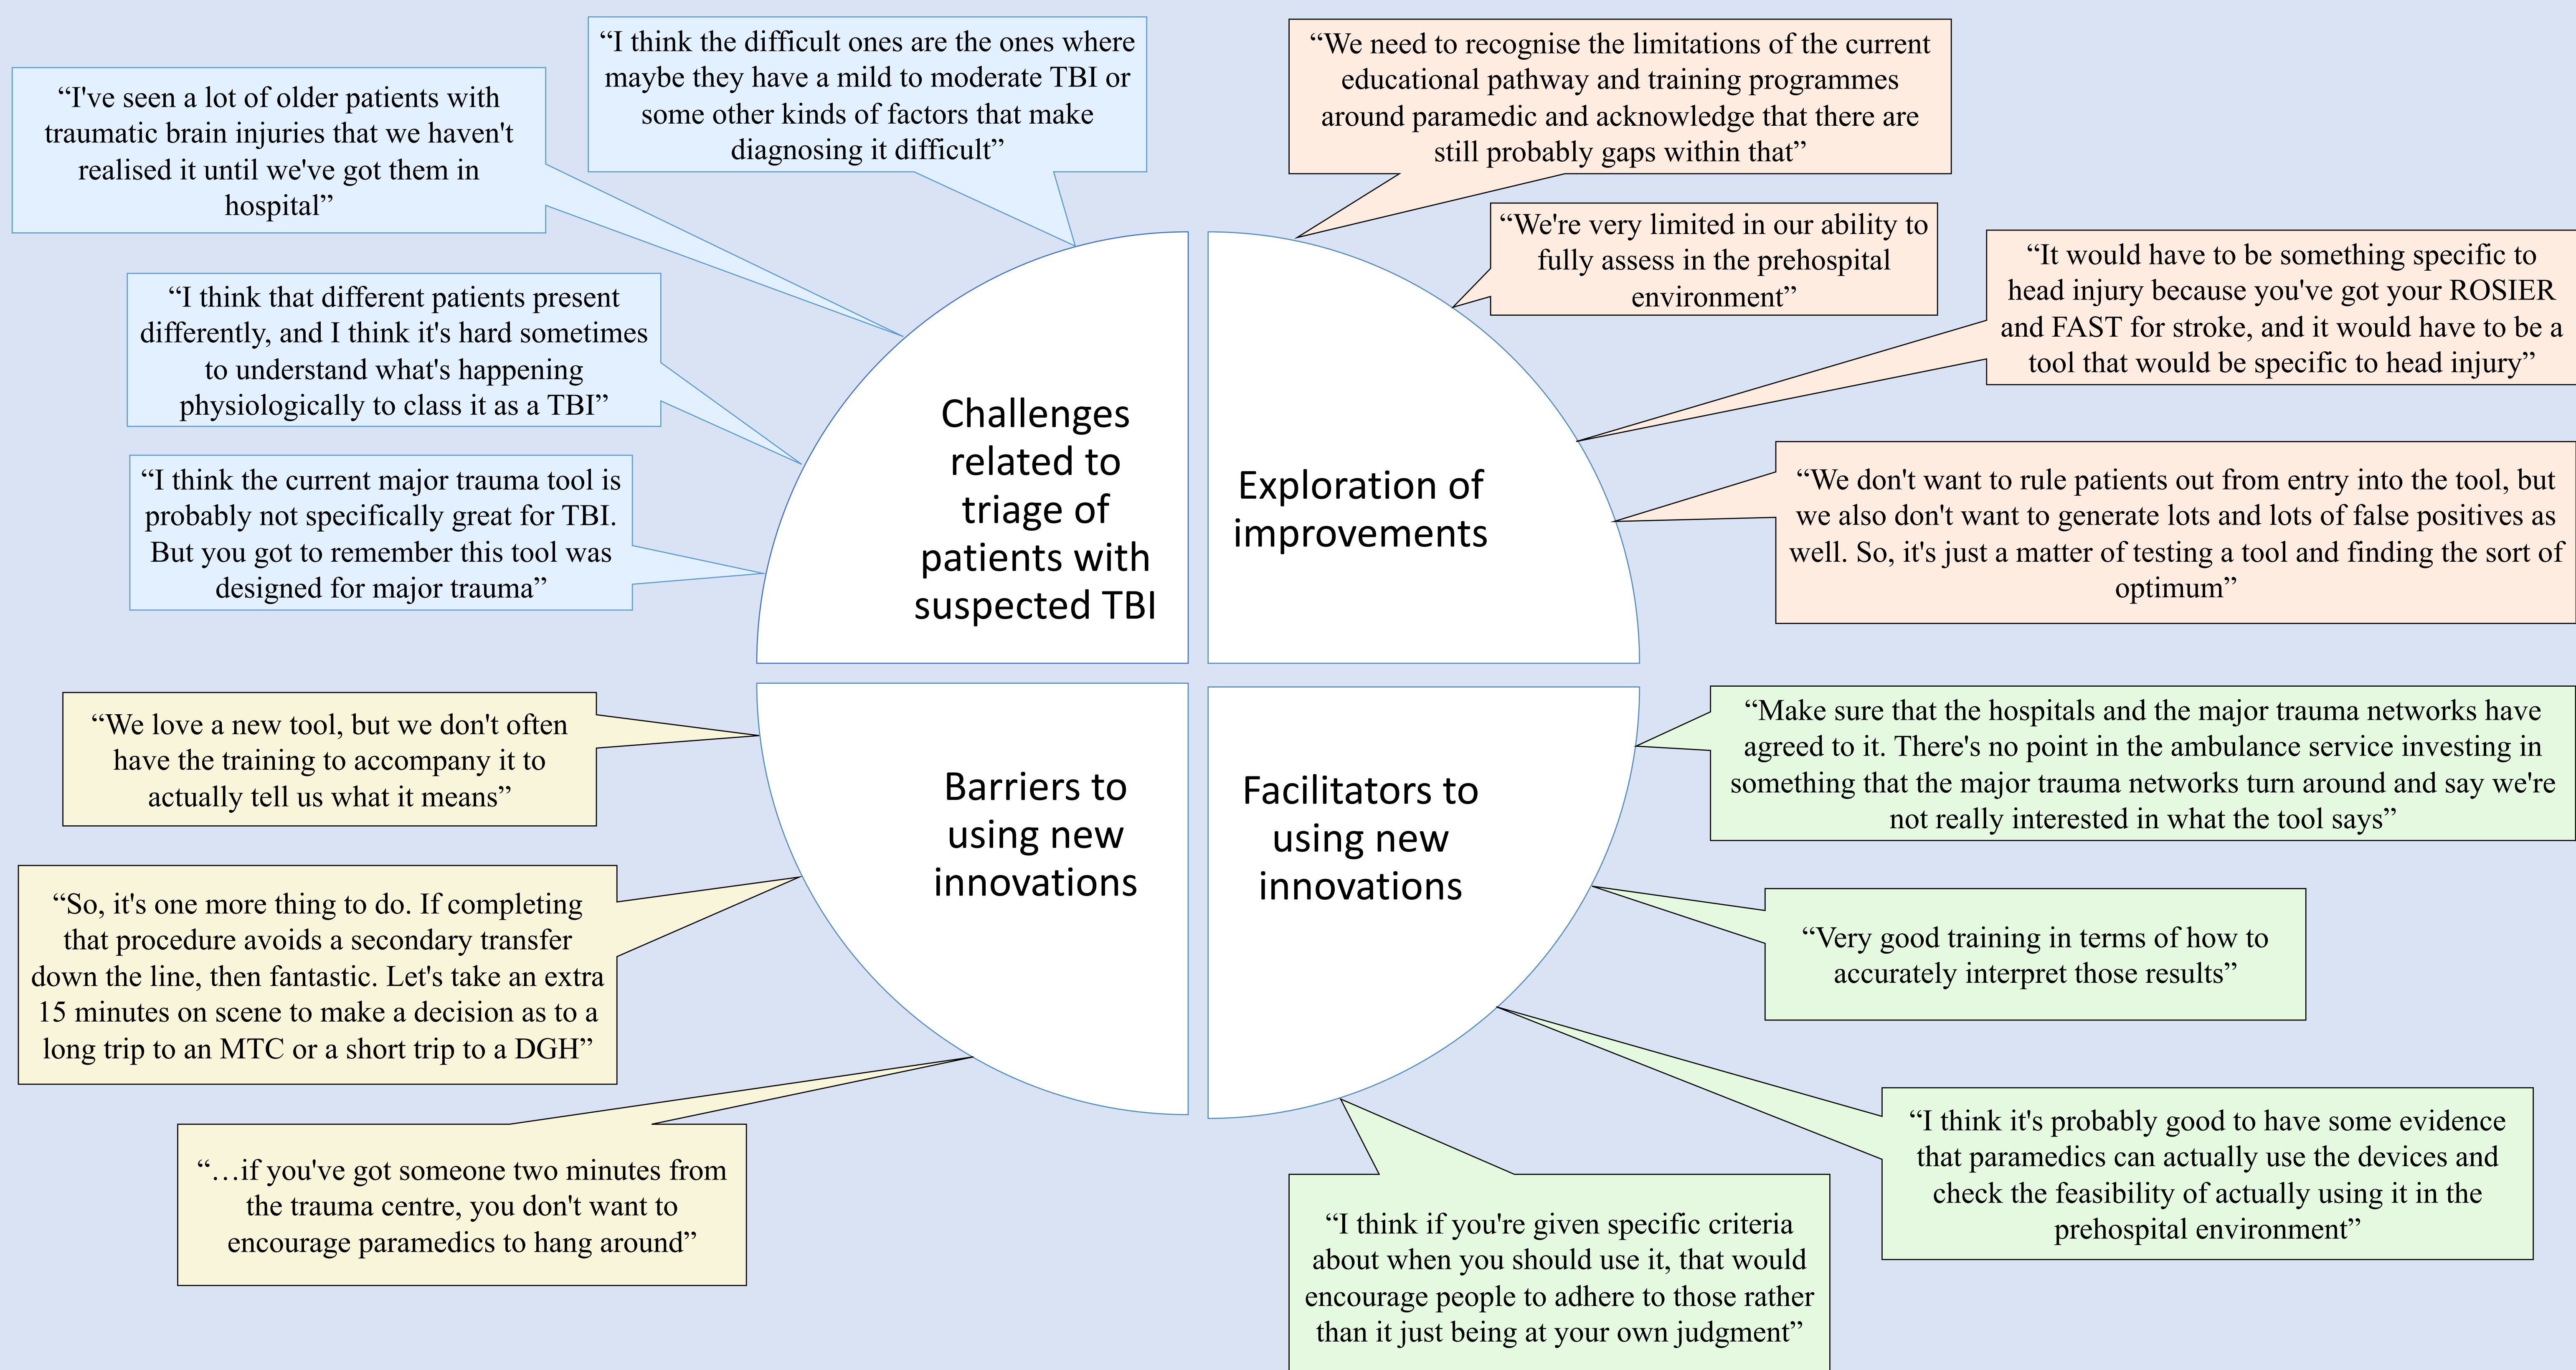 “I think the difficult ones are the ones where
maybe they have a mild to moderate TBI or
some other kinds of factors that make
diagnosing it difficult”
“I've seen a lot of older patients with
traumatic brain injuries that we haven't
realised it until we've got them in
hospital”
“I think that different patients present
differently, and I think it's hard sometimes
to understand what's happening
physiologically to class it as a TBI”
“I think the current major trauma tool is
probably not specifically great for TBI.
But you got to remember this tool was
designed for major trauma”
Challenges
related to
triage of
patients with
suspected TBI
“We need to recognise the limitations of the current
educational pathway and training programmes
around paramedic and acknowledge that there are
still probably gaps within that”
“We're very limited in our ability to
fully assess in the prehospital
environment”
“It would have to be something specific to
head injury because you've got your ROSIER
and FAST for stroke, and it would have to be a
tool that would be specific to head injury”
“We don't want to rule patients out from entry into the tool, but
we also don't want to generate lots and lots of false positives as
well. So, it's just a matter of testing a tool and finding the sort of
optimum”
Exploration of
improvements
“We love a new tool, but we don't often
have the training to accompany it to
actually tell us what it means”
“So, it's one more thing to do. If completing
that procedure avoids a secondary transfer
down the line, then fantastic. Let's take an extra
15 minutes on scene to make a decision as to a
long trip to an MTC or a short trip to a DGH”
“…if you've got someone two minutes from
the trauma centre, you don't want to
encourage paramedics to hang around”
Barriers to
using new
innovations
Facilitators to
using new
innovations
“Make sure that the hospitals and the major trauma networks have
agreed to it. There's no point in the ambulance service investing in
something that the major trauma networks turn around and say we're
not really interested in what the tool says”
“Very good training in terms of how to
accurately interpret those results”
“I think it's probably good to have some evidence
that paramedics can actually use the devices and
check the feasibility of actually using it in the
prehospital environment”
“I think if you're given specific criteria
about when you should use it, that would
encourage people to adhere to those rather
than it just being at your own judgment”